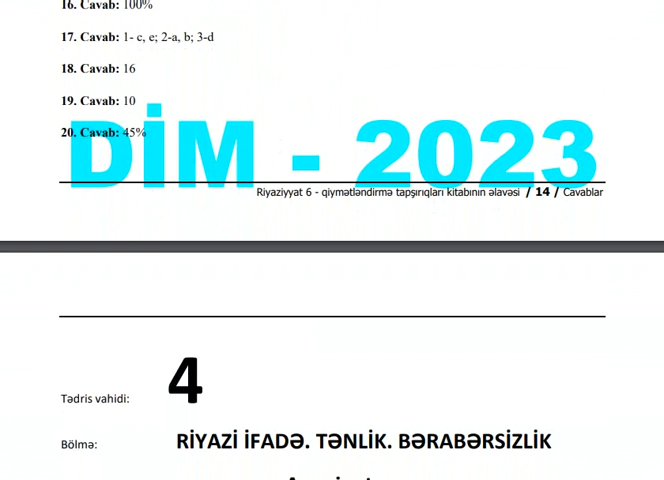 16. Cavab: 100%
17. Cavab: 1- c, e; 2-a, b; 3-d
18. Cavab: 16
19. Cavab: 10
20. Cavab: 45%
DİM - 2023
Riyaziyyat 6 - qiymətləndirmə tapşırıqları kitabının əlavəsi / 14 / Cavablar
Tədris vahidi: 4
Bölmə: RİYAZİ İFADƏ. TƏNLİK. BƏRABƏRSİZLİK